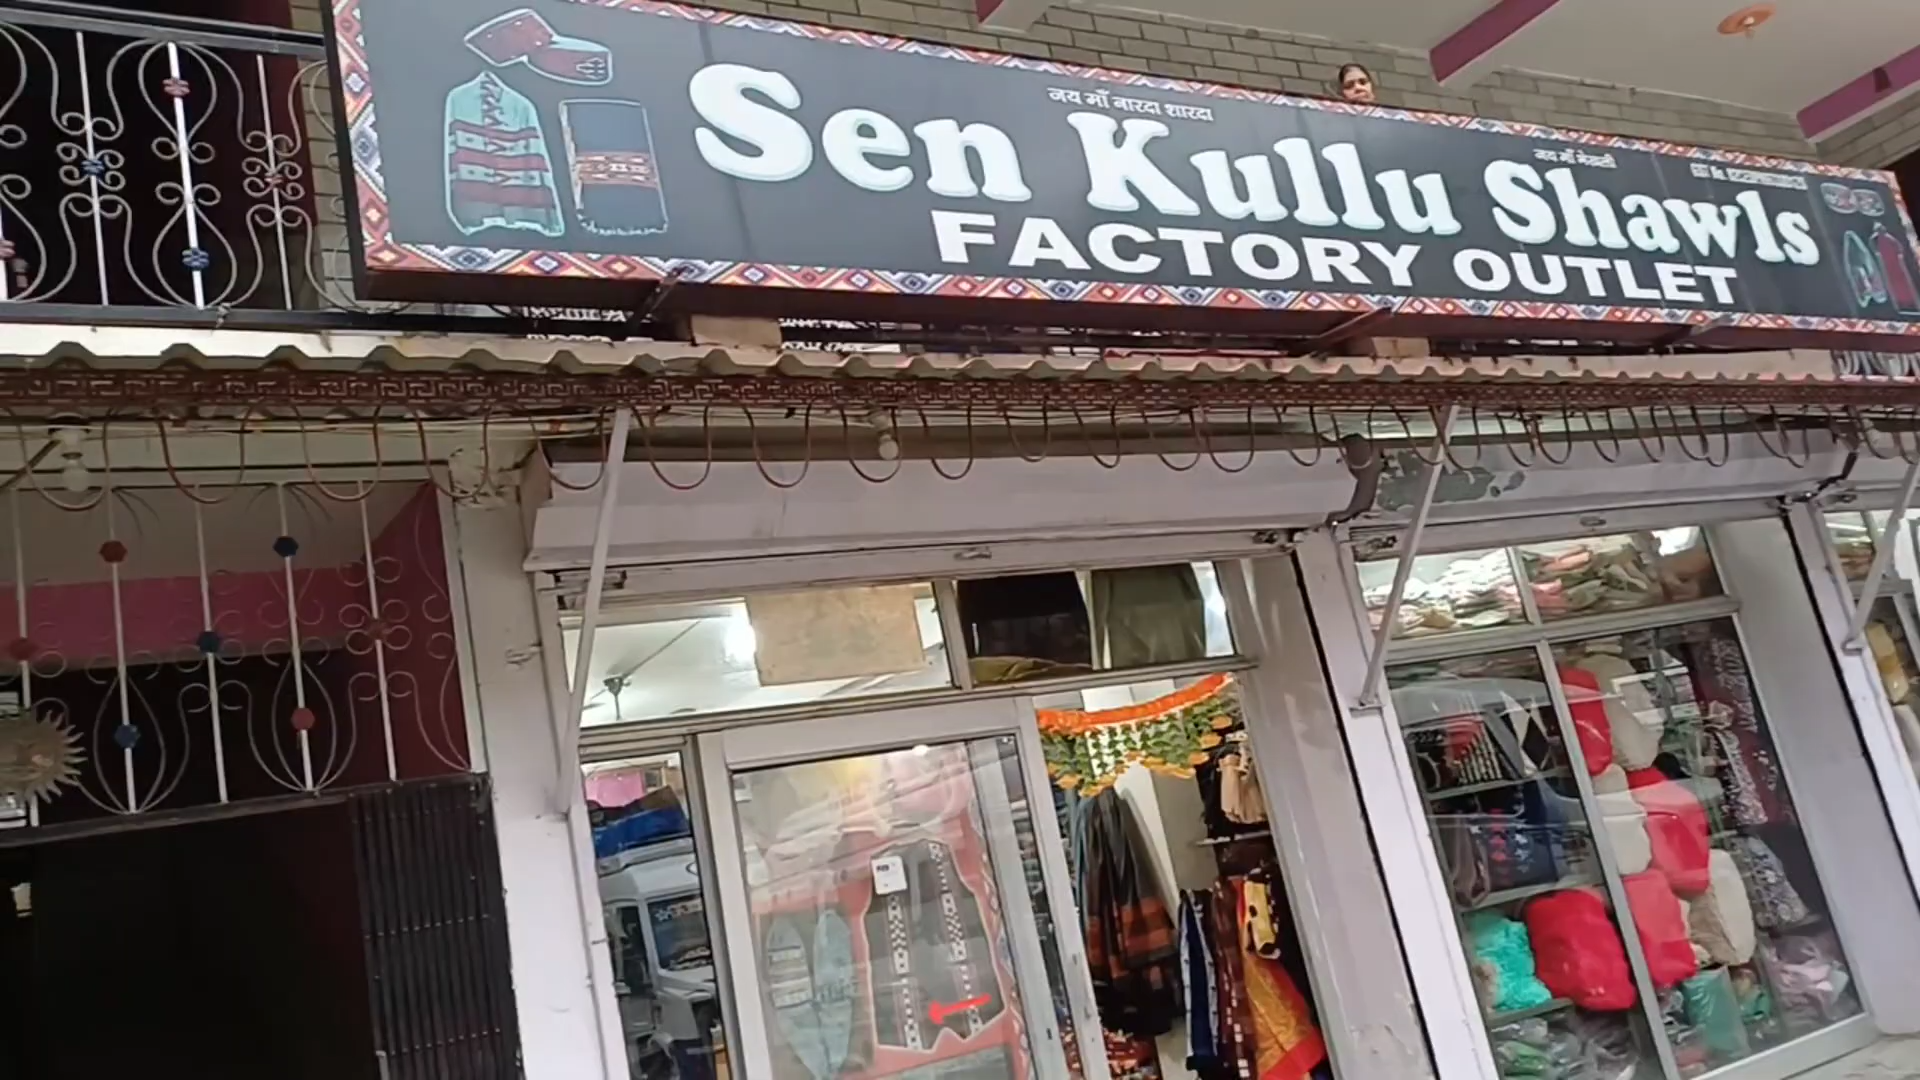 जय माँ नारदा शारदा
Sen Kullu Shawls
FACTORY OUTLET